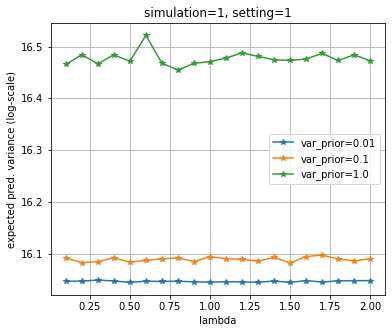 simulation=1, setting=1
expected pred. variance (log-scale)
16.5
16.4
16.3
16.2
16.1
var_prior=0.01
var_prior=0.1
var_prior=1.0
0.25 0.50 0.75 1.00 1.25 1.50 1.75 2.00
lambda